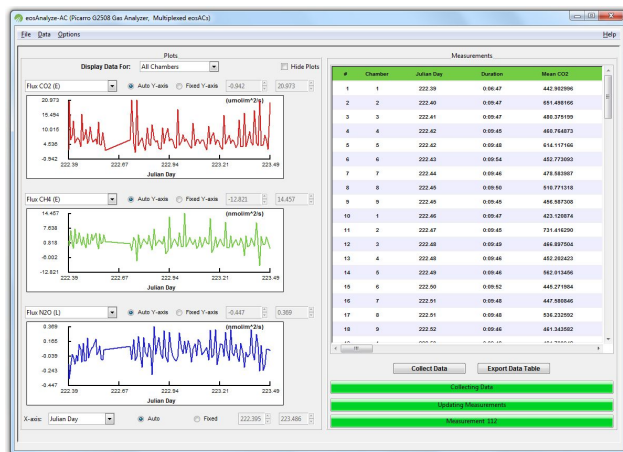 eosAnalyze-AC (Picarro G2508 Gas Analyzer, Multiplexed eosACs)
File Data Options Help
Plots
Display Data For: All Chambers Hide Plots
Flux CO2 (E) Auto Y-axis Fixed Y-axis -0.942 20.973
20.973 (umol/m^2/s)
15.494
10.015
4.536
-0.942
222.39 222.67 222.94 223.21 223.49
Julian Day
Flux CH4 (E) Auto Y-axis Fixed Y-axis -12.821 14.457
14.457 (nmol/m^2/s)
7.638
0.818
-6.002
-12.821
222.39 222.67 222.94 223.21 223.49
Julian Day
Flux N2O (L) Auto Y-axis Fixed Y-axis -0.447 0.369
0.369 (nmol/m^2/s)
0.165
-0.039
-0.243
-0.447
222.39 222.67 222.94 223.21 223.49
Julian Day
X-axis: Julian Day Auto Fixed 222.395 223.486
Measurements
# Chamber Julian Day Duration Mean CO2
1 1 222.39 0:06:47 442.902996
2 2 222.40 0:09:47 651.498166
3 3 222.41 0:09:47 480.375199
4 4 222.42 0:09:45 460.764873
5 5 222.42 0:09:48 614.117166
6 6 222.43 0:09:54 452.773093
7 7 222.44 0:09:46 478.583987
8 8 222.45 0:09:50 510.771318
9 9 222.45 0:09:45 456.587308
10 1 222.46 0:09:47 423.120874
11 2 222.47 0:09:45 731.416290
12 3 222.48 0:09:49 466.897504
13 4 222.48 0:09:46 452.202423
14 5 222.49 0:09:46 562.013456
15 6 222.50 0:09:52 445.271984
16 7 222.51 0:09:48 447.580846
17 8 222.51 0:09:48 536.232592
18 9 222.52 0:09:46 461.343582
Collect Data Export Data Table
Collecting Data
Updating Measurements
Measurement 112